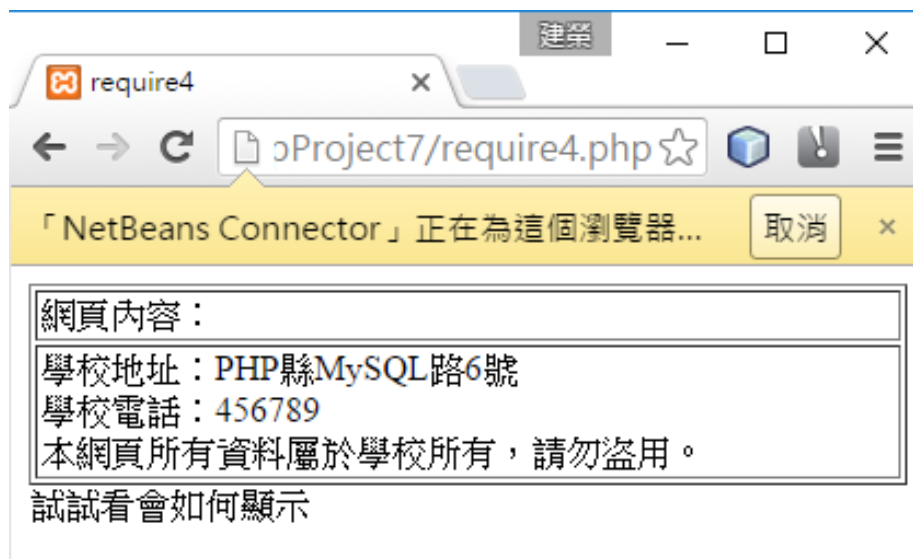 建榮
require4
oProject7/require4.php
「NetBeans Connector」正在為這個瀏覽器...
取消
網頁內容：
學校地址：PHP縣MySQL路6號
學校電話：456789
本網頁所有資料屬於學校所有，請勿盜用。
試試看會如何顯示